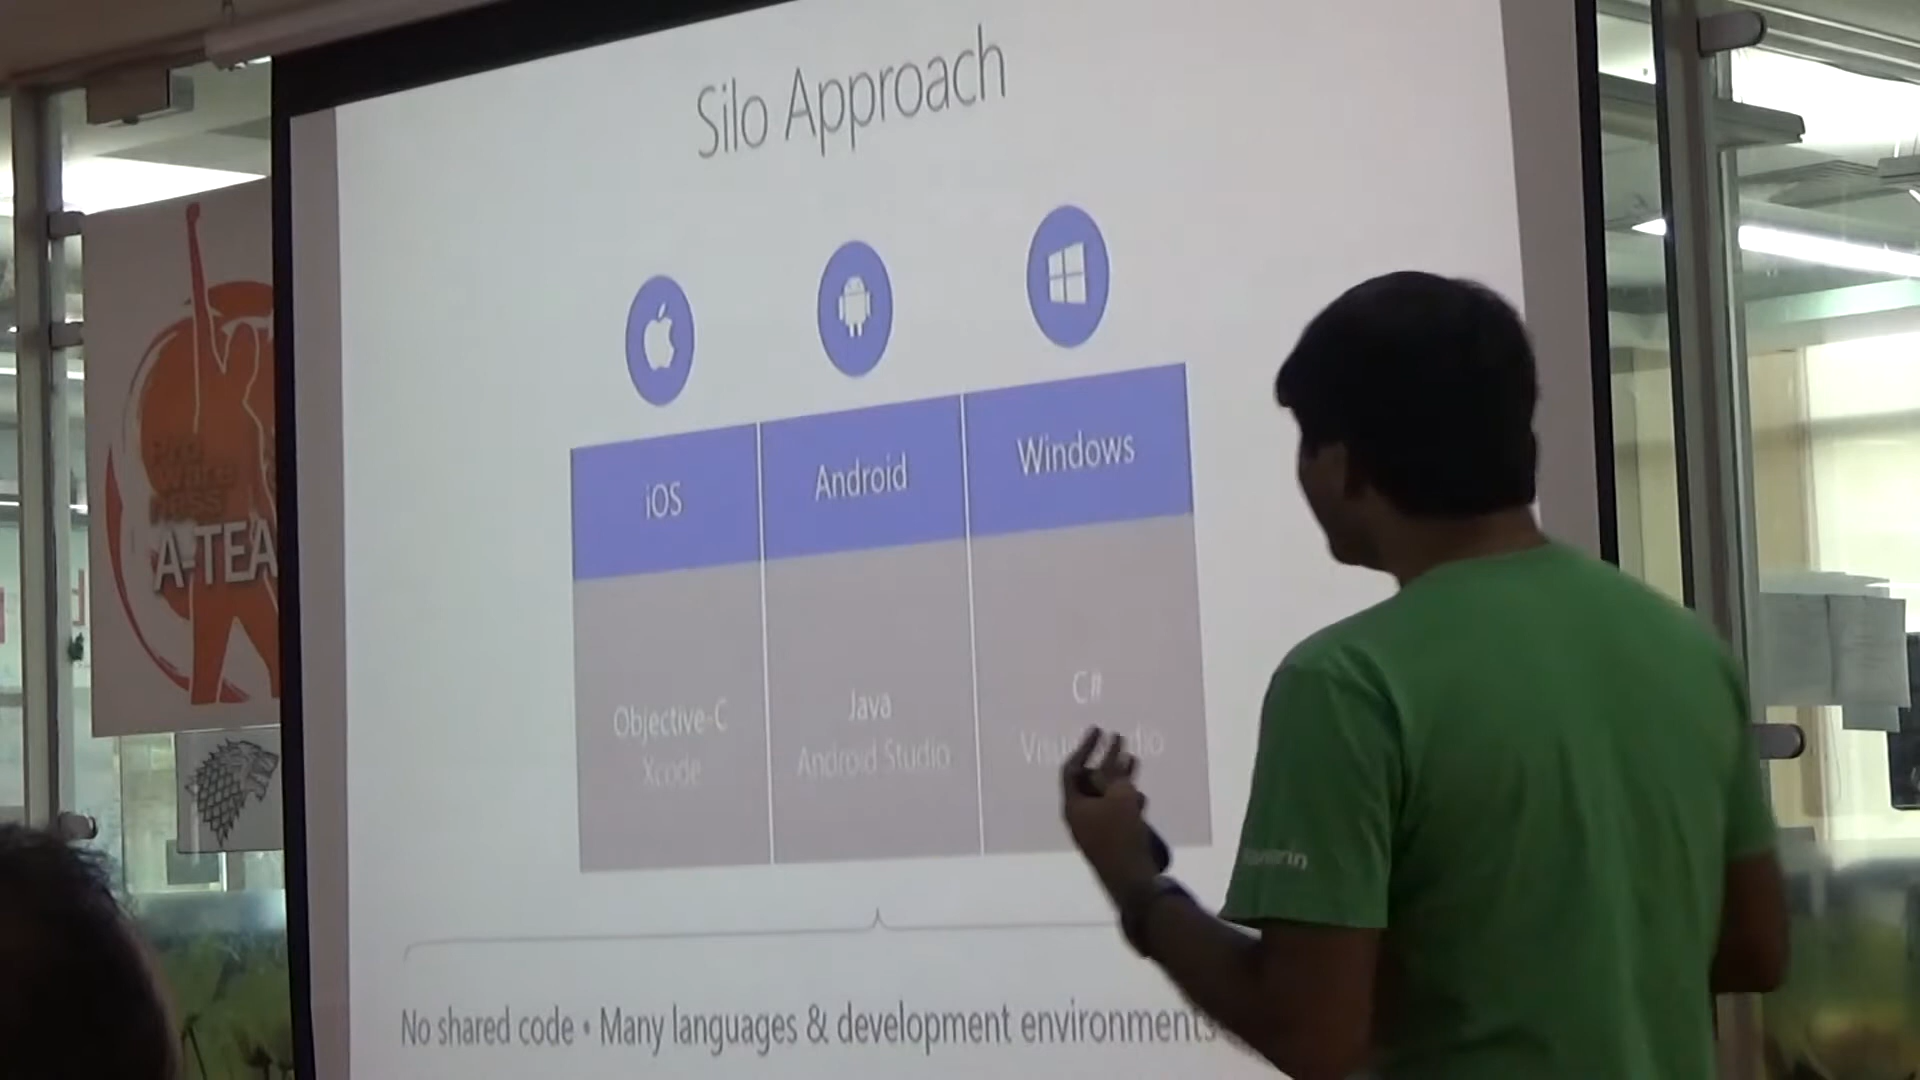 Silo Approach
iOS
Android
Windows
Objective-C
Xcode
Java
Android Studio
C#
No shared code • Many languages & development environments
A-TEA